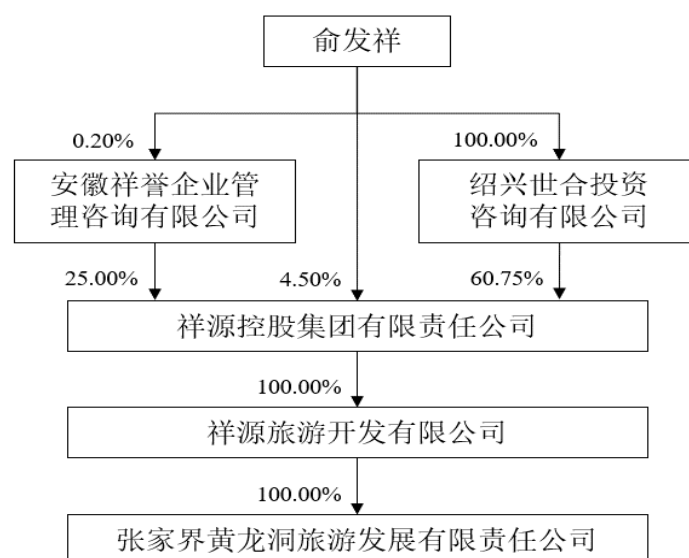 俞发祥
0.20%
100.00%
安徽祥誉企业管
理咨询有限公司
绍兴世合投资
咨询有限公司
25.00%
4.50%
60.75%
祥源控股集团有限责任公司
100.00%
祥源旅游开发有限公司
100.00%
张家界黄龙洞旅游发展有限责任公司